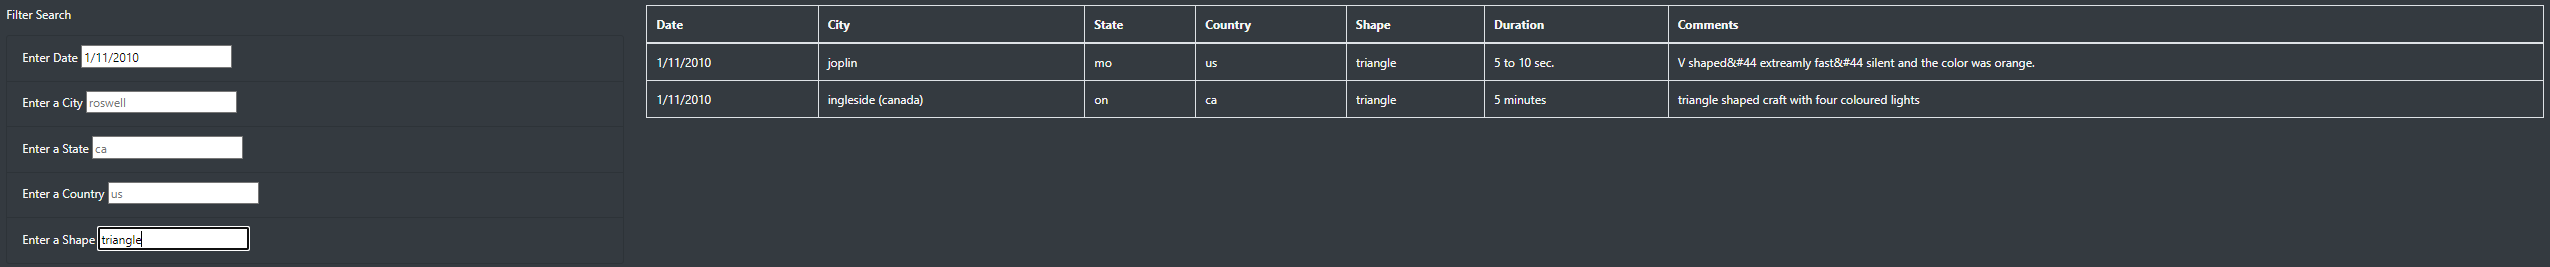 Filter Search
Enter Date 1/11/2010
Enter a City roswell
Enter a State ca
Enter a Country us
Enter a Shape triangle
Date City State Country Shape Duration Comments
1/11/2010 joplin mo us triangle 5 to 10 sec. V shaped&#44 extreamly fast&#44 silent and the color was orange.
1/11/2010 ingleside (canada) on ca triangle 5 minutes triangle shaped craft with four coloured lights